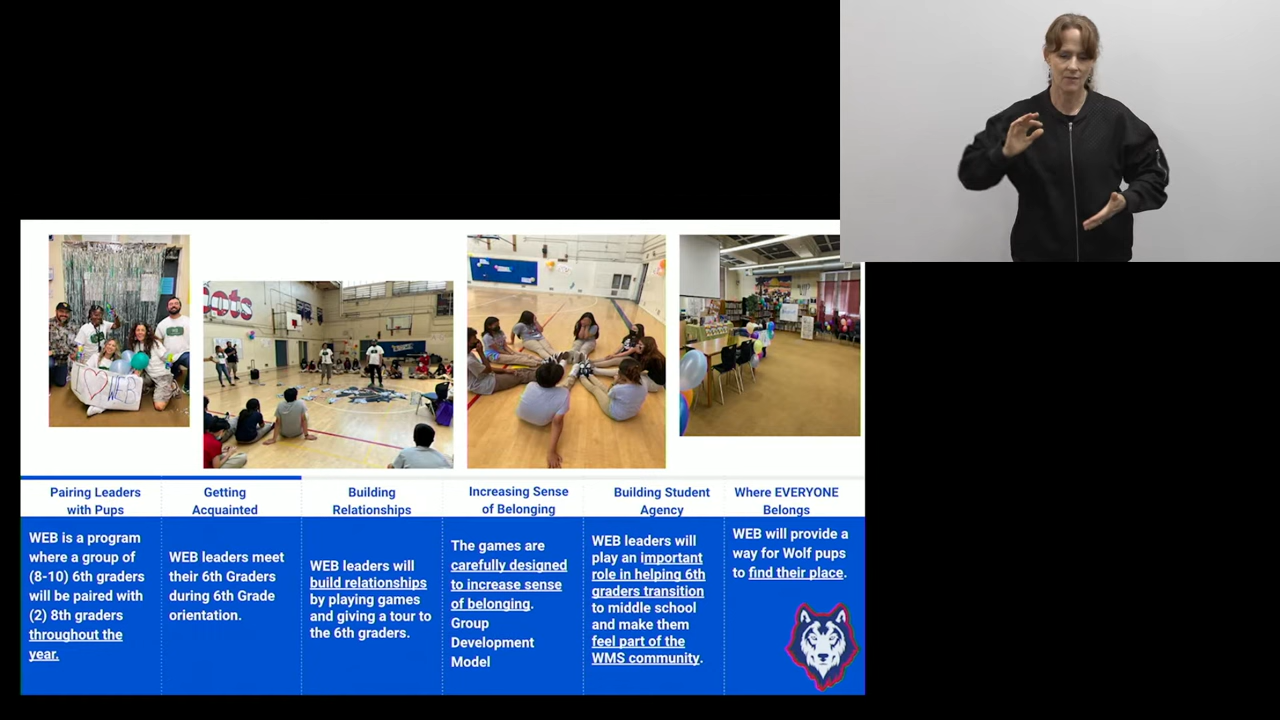 WEB
cots
Pairing Leaders
with Pups
WEB is a program
where a group of
(8-10) 6th graders
will be paired with
(2) 8th graders
throughout the
year.
Getting
Acquainted
WEB leaders meet
their 6th Graders
during 6th Grade
orientation.
Building
Relationships
WEB leaders will
build relationships
by playing games
and giving a tour to
the 6th graders.
Increasing Sense
of Belonging
The games are
carefully designed
to increase sense
of belonging.
Group
Development
Model
Building Student
Agency
WEB leaders will
play an important
role in helping 6th
graders transition
to middle school
and make them
feel part of the
WMS community.
Where EVERYONE
Belongs
WEB will provide a
way for Wolf pups
to find their place.